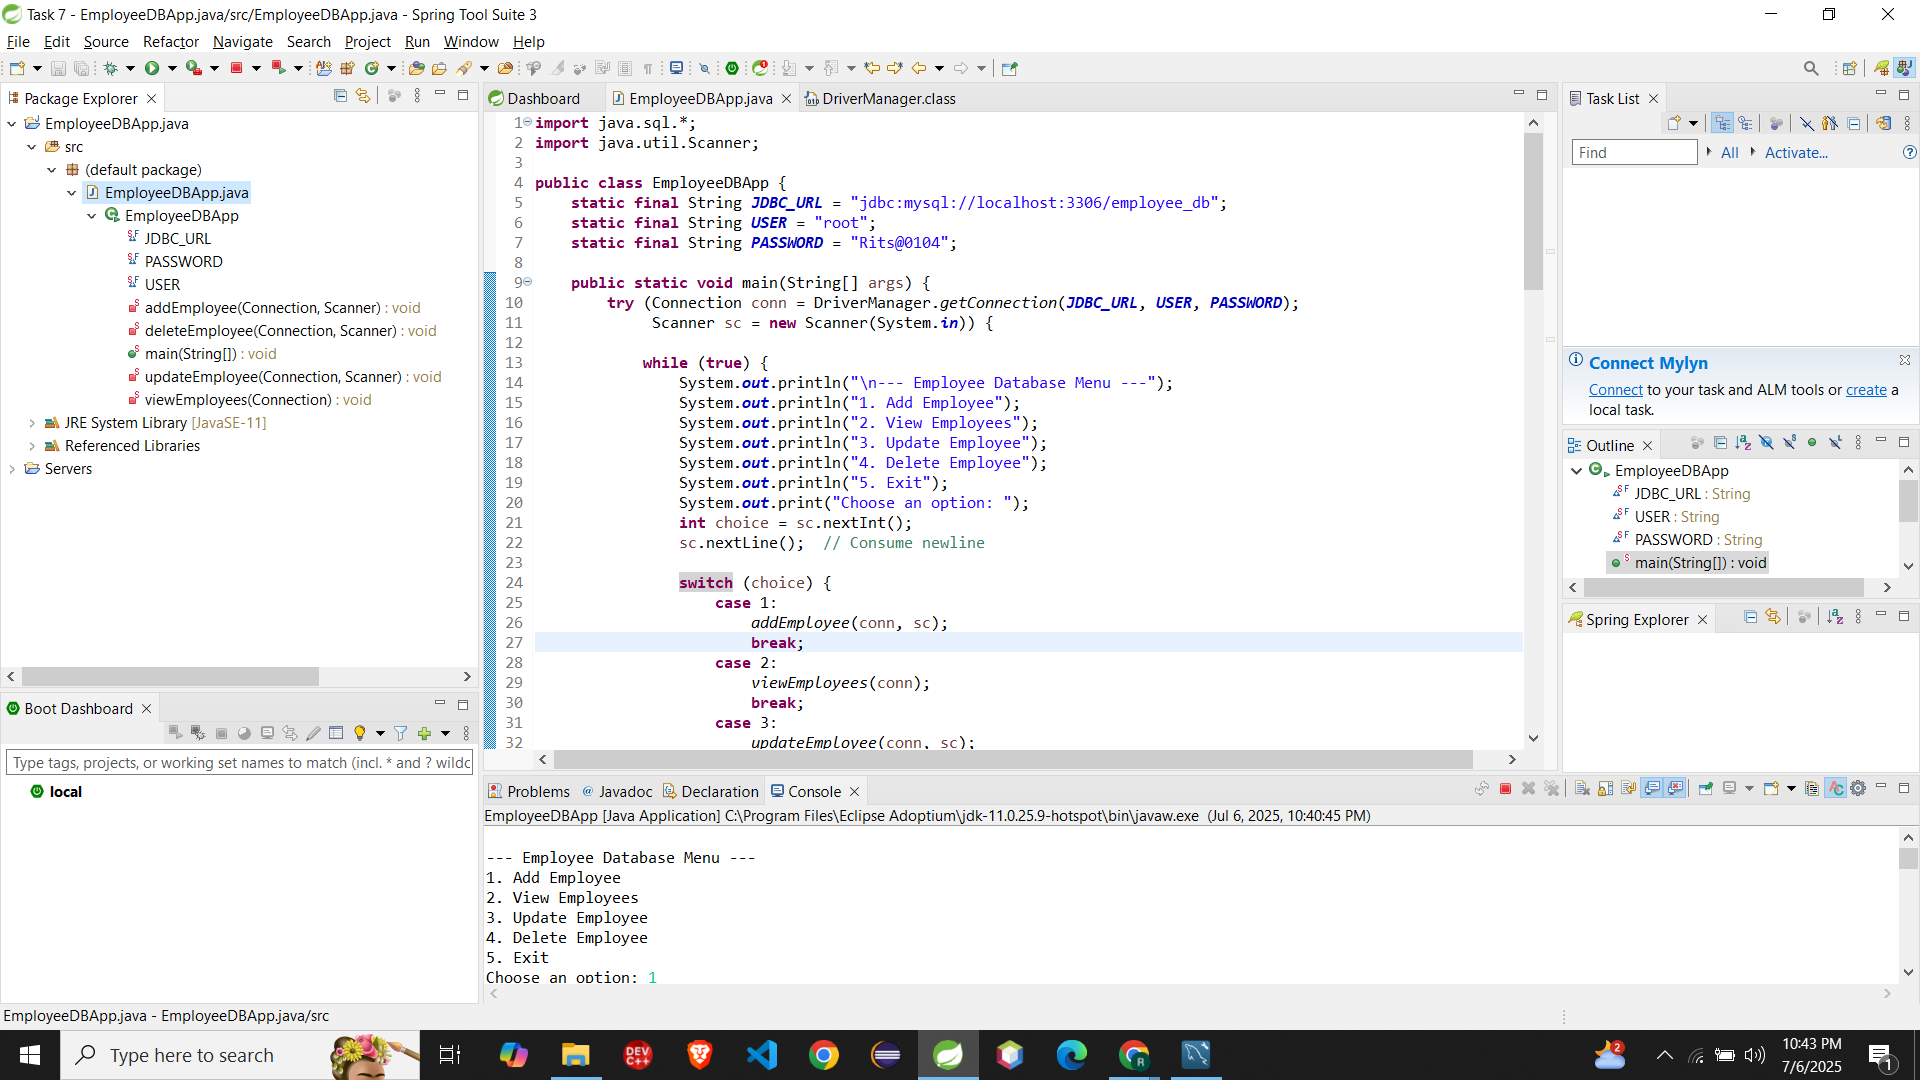 Task 7 - EmployeeDBApp.java/src/EmployeeDBApp.java - Spring Tool Suite 3
File Edit Source Refactor Navigate Search Project Run Window Help
Package Explorer
EmployeeDBApp.java
src
(default package)
EmployeeDBApp.java
EmployeeDBApp
JDBC_URL
PASSWORD
USER
addEmployee(Connection, Scanner) : void
deleteEmployee(Connection, Scanner) : void
main(String[]) : void
updateEmployee(Connection, Scanner) : void
viewEmployees(Connection) : void
JRE System Library [JavaSE-11]
Referenced Libraries
Servers
Boot Dashboard
Type tags, projects, or working set names to match (incl. * and ? wildc
local
Dashboard EmployeeDBApp.java DriverManager.class
1 import java.sql.*;
2 import java.util.Scanner;
3
4 public class EmployeeDBApp {
5 static final String JDBC_URL = "jdbc:mysql://localhost:3306/employee_db";
6 static final String USER = "root";
7 static final String PASSWORD = "Rits@0104";
8
9 public static void main(String[] args) {
10 try (Connection conn = DriverManager.getConnection(JDBC_URL, USER, PASSWORD);
11 Scanner sc = new Scanner(System.in)) {
12
13 while (true) {
14 System.out.println("\n--- Employee Database Menu ---");
15 System.out.println("1. Add Employee");
16 System.out.println("2. View Employees");
17 System.out.println("3. Update Employee");
18 System.out.println("4. Delete Employee");
19 System.out.println("5. Exit");
20 System.out.print("Choose an option: ");
21 int choice = sc.nextInt();
22 sc.nextLine(); // Consume newline
23
24 switch (choice) {
25 case 1:
26 addEmployee(conn, sc);
27 break;
28 case 2:
29 viewEmployees(conn);
30 break;
31 case 3:
32 updateEmployee(conn, sc);
Problems Javadoc Declaration Console
EmployeeDBApp [Java Application] C:\Program Files\Eclipse Adoptium\jdk-11.0.25.9-hotspot\bin\javaw.exe (Jul 6, 2025, 10:40:45 PM)
--- Employee Database Menu ---
1. Add Employee
2. View Employees
3. Update Employee
4. Delete Employee
5. Exit
Choose an option: 1
Task List
Find All Activate...
Connect Mylyn
Connect to your task and ALM tools or create a
local task.
Outline
EmployeeDBApp
JDBC_URL : String
USER : String
PASSWORD : String
main(String[]) : void
Spring Explorer
EmployeeDBApp.java - EmployeeDBApp.java/src
Type here to search
DEV C++
R
2
10:43 PM
7/6/2025
1